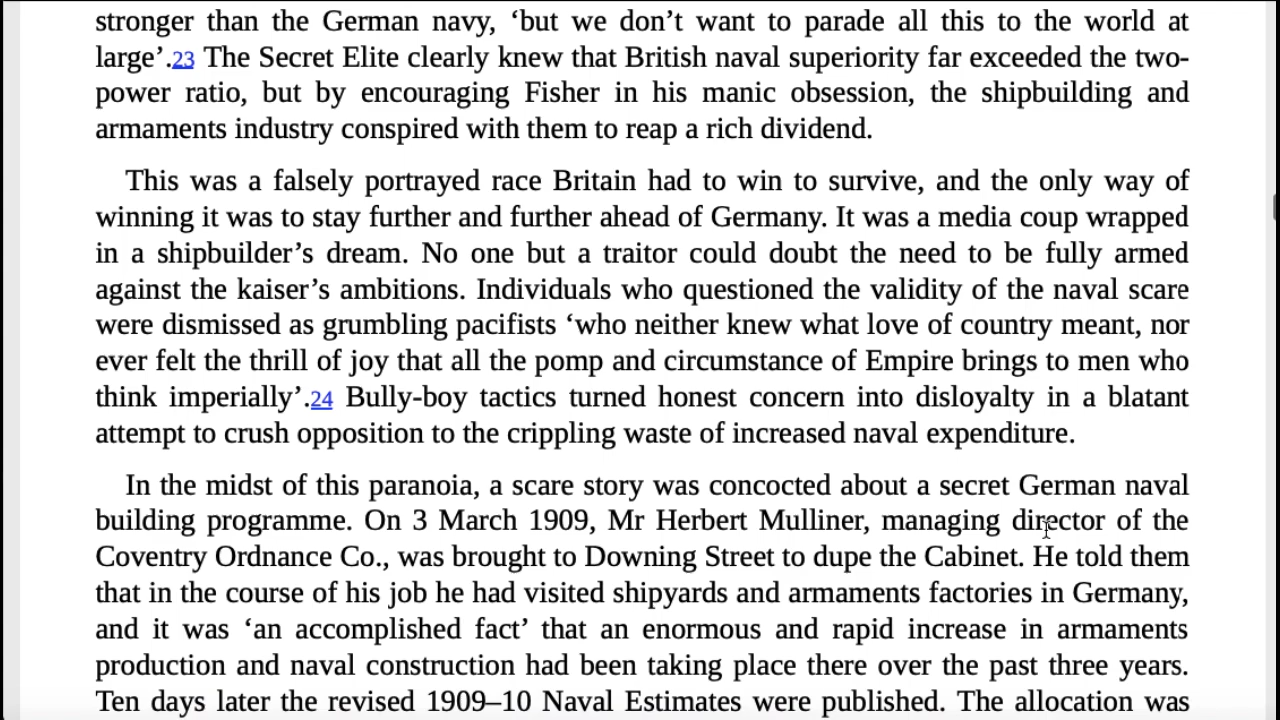 stronger than the German navy, ‘but we don’t want to parade all this to the world at
large’.23 The Secret Elite clearly knew that British naval superiority far exceeded the two-
power ratio, but by encouraging Fisher in his manic obsession, the shipbuilding and
armaments industry conspired with them to reap a rich dividend.
This was a falsely portrayed race Britain had to win to survive, and the only way of
winning it was to stay further and further ahead of Germany. It was a media coup wrapped
in a shipbuilder’s dream. No one but a traitor could doubt the need to be fully armed
against the kaiser’s ambitions. Individuals who questioned the validity of the naval scare
were dismissed as grumbling pacifists ‘who neither knew what love of country meant, nor
ever felt the thrill of joy that all the pomp and circumstance of Empire brings to men who
think imperially’.24 Bully-boy tactics turned honest concern into disloyalty in a blatant
attempt to crush opposition to the crippling waste of increased naval expenditure.
In the midst of this paranoia, a scare story was concocted about a secret German naval
building programme. On 3 March 1909, Mr Herbert Mulliner, managing director of the
Coventry Ordnance Co., was brought to Downing Street to dupe the Cabinet. He told them
that in the course of his job he had visited shipyards and armaments factories in Germany,
and it was ‘an accomplished fact’ that an enormous and rapid increase in armaments
production and naval construction had been taking place there over the past three years.
Ten days later the revised 1909–10 Naval Estimates were published. The allocation was